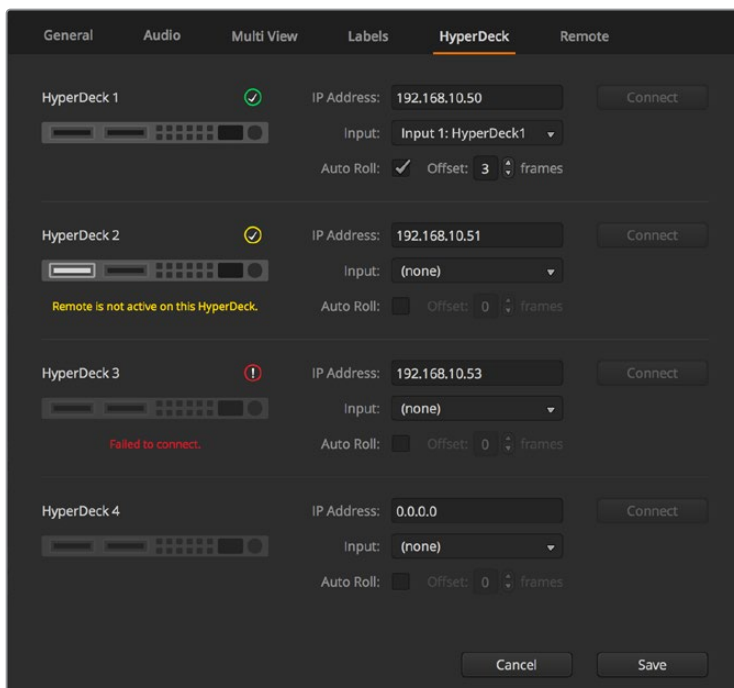 General Audio Multi View Labels HyperDeck Remote
HyperDeck 1 IP Address: 192.168.10.50 Connect
Input: Input 1: HyperDeck1
Auto Roll: Offset: 3 frames
HyperDeck 2 IP Address: 192.168.10.51 Connect
Input: (none)
Remote is not active on this HyperDeck. Auto Roll: Offset: 0 frames
HyperDeck 3 IP Address: 192.168.10.53 Connect
Input: (none)
Failed to connect. Auto Roll: Offset: 0 frames
HyperDeck 4 IP Address: 0.0.0.0 Connect
Input: (none)
Auto Roll: Offset: 0 frames
Cancel Save